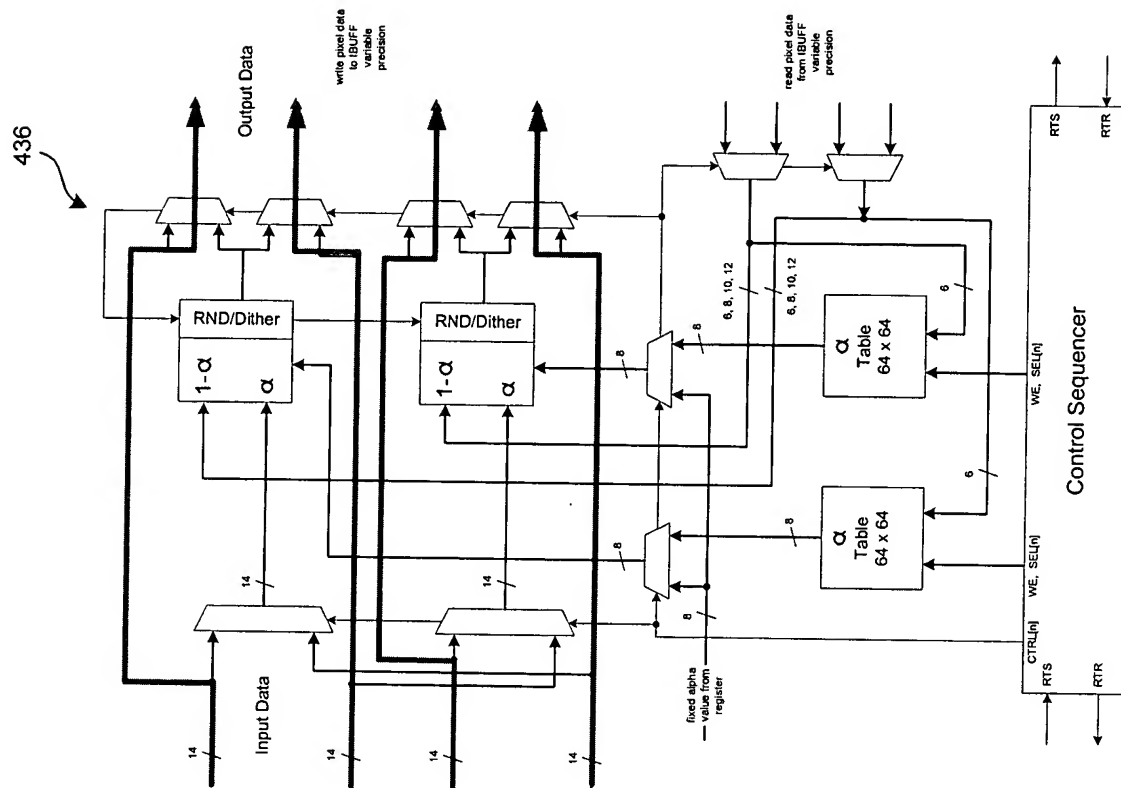 436
Output Data
write pixel data
to IBUFF
variable
precision
RND/Dither
1-α
α
RND/Dither
1-α
α
14
14
Input Data
14
14
14
14
8
8
8
8
8
fixed alpha
value from
register
6, 8, 10, 12
6, 8, 10, 12
read pixel data
from IBUFF
variable
precision
6
6
α
Table
64 x 64
α
Table
64 x 64
WE, SEL[n]
WE, SEL[n]
CTRL[n]
Control Sequencer
RTS
RTR
RTS
RTR